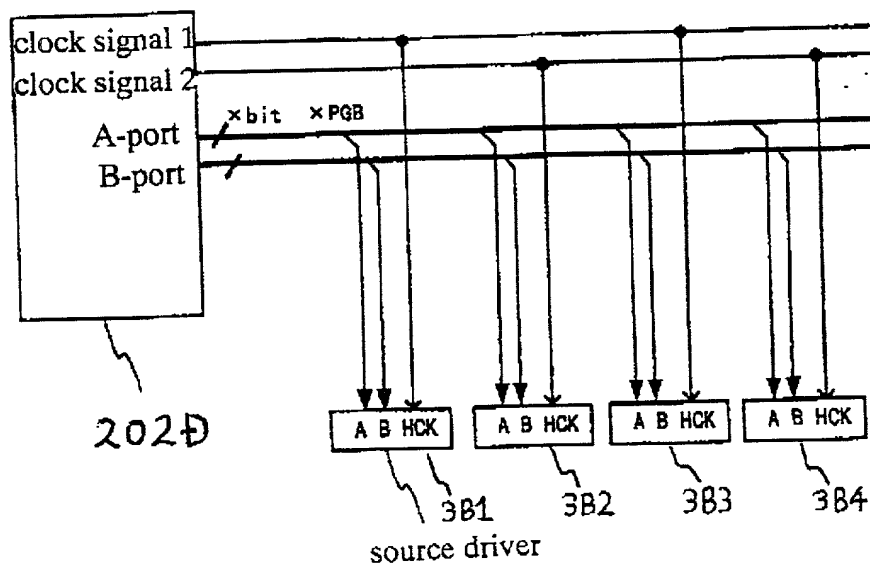 clock signal 1
clock signal 2
×bit ×PGB
A-port
B-port
A B HCK
A B HCK
A B HCK
A B HCK
202D
3B1
3B2
3B3
3B4
source driver